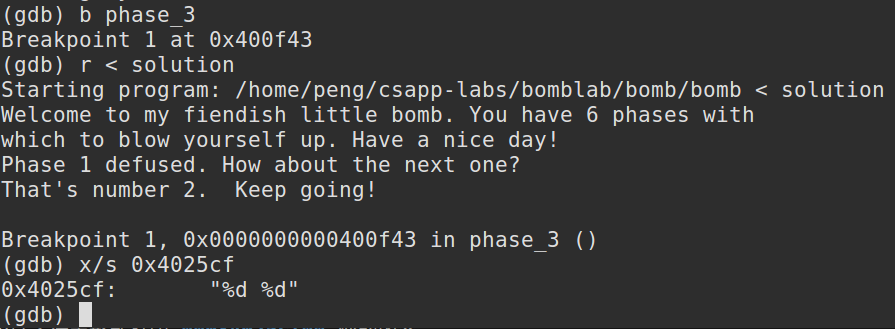 (gdb) b phase_3
Breakpoint 1 at 0x400f43
(gdb) r < solution
Starting program: /home/peng/csapp-labs/bomblab/bomb/bomb < solution
Welcome to my fiendish little bomb. You have 6 phases with
which to blow yourself up. Have a nice day!
Phase 1 defused. How about the next one?
That's number 2.  Keep going!
Breakpoint 1, 0x0000000000400f43 in phase_3 ()
(gdb) x/s 0x4025cf
0x4025cf:       "%d %d"
(gdb)